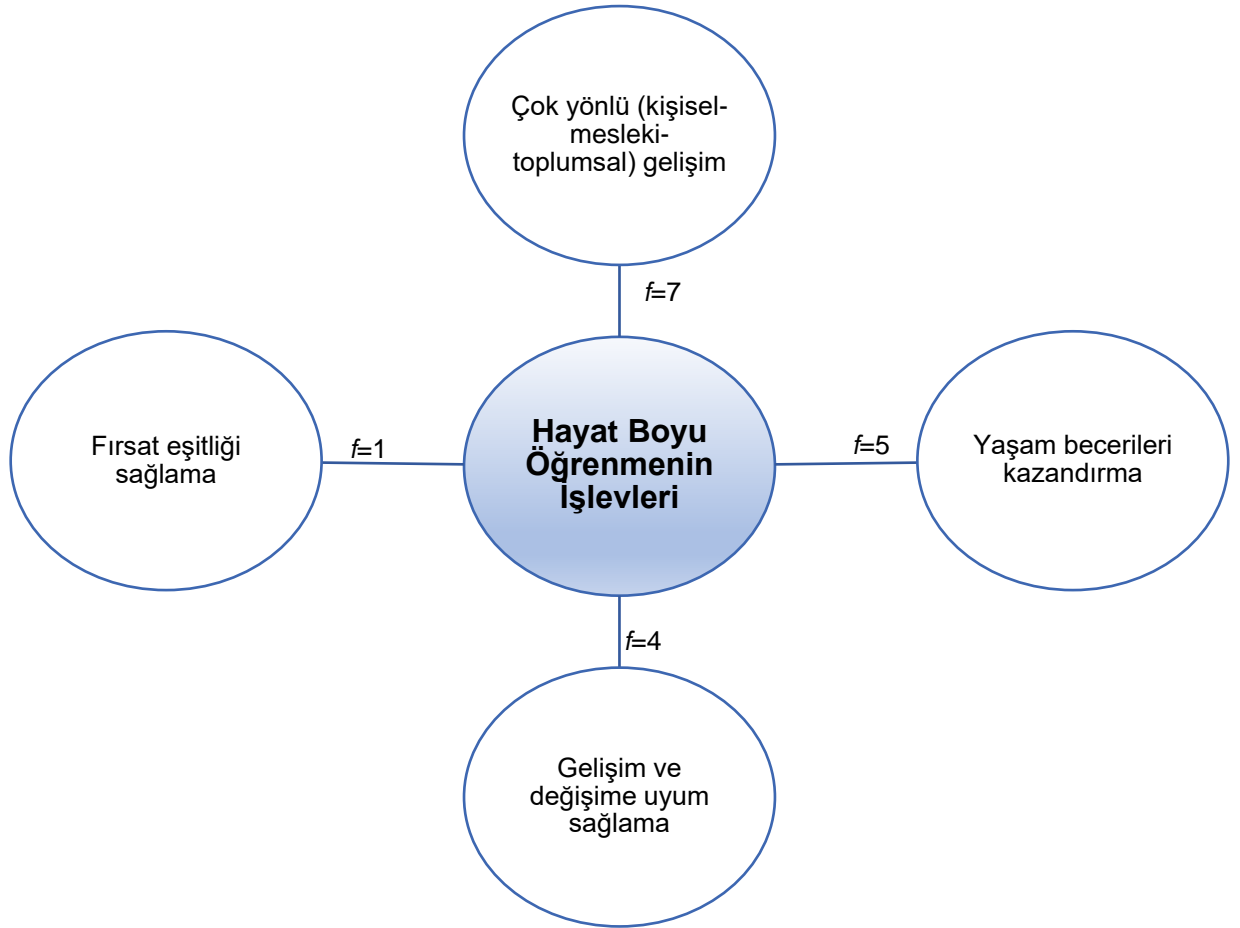 Çok yönlü (kişisel-
mesleki-
toplumsal) gelişim
f=7
Fırsat eşitliği
sağlama
f=1
Hayat Boyu
Öğrenmenin
İşlevleri
f=5
Yaşam becerileri
kazandırma
f=4
Gelişim ve
değişime uyum
sağlama